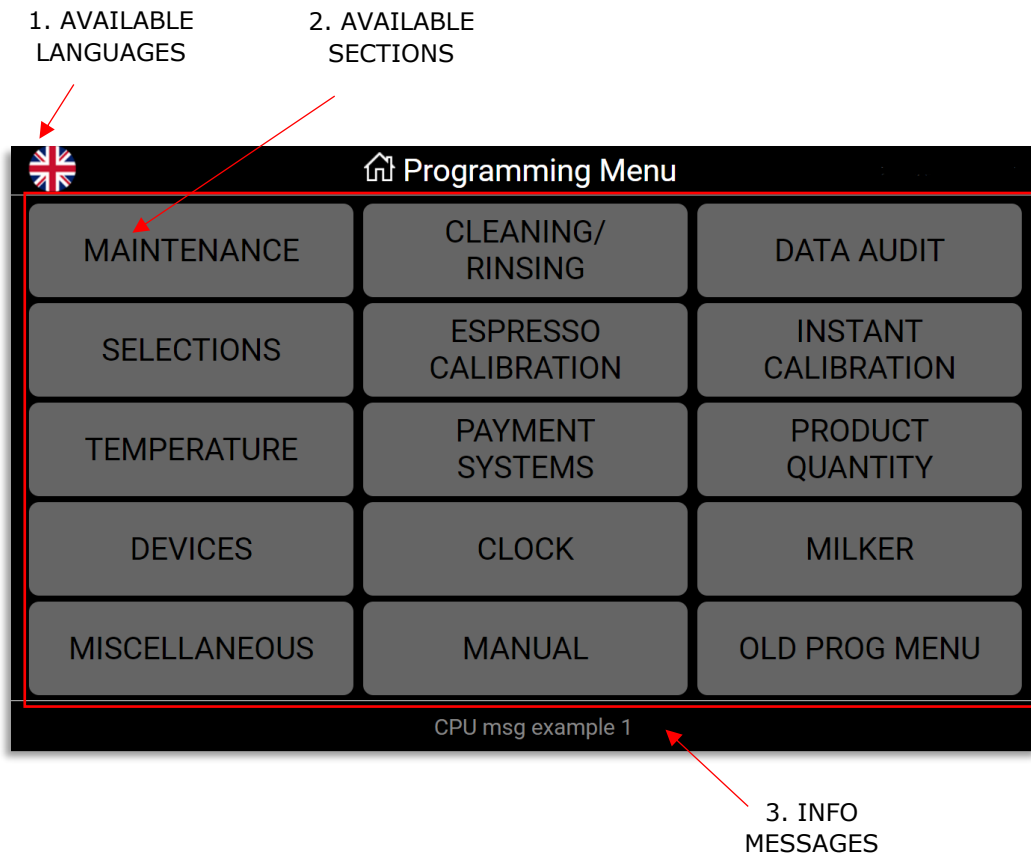 1. AVAILABLE
LANGUAGES
2. AVAILABLE
SECTIONS
Programming Menu
MAINTENANCE
CLEANING/
RINSING
DATA AUDIT
SELECTIONS
ESPRESSO
CALIBRATION
INSTANT
CALIBRATION
TEMPERATURE
PAYMENT
SYSTEMS
PRODUCT
QUANTITY
DEVICES
CLOCK
MILKER
MISCELLANEOUS
MANUAL
OLD PROG MENU
CPU msg example 1
3. INFO
MESSAGES